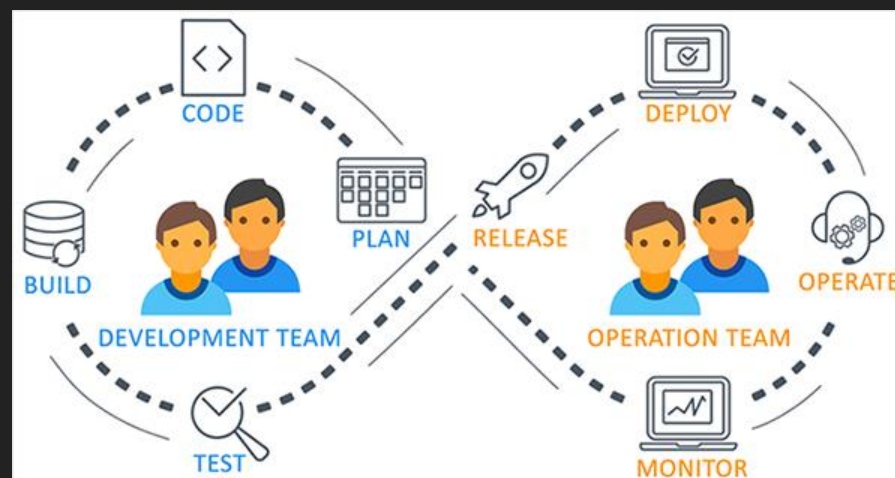 CODE
DEPLOY
PLAN
RELEASE
BUILD
OPERATE
DEVELOPMENT TEAM
OPERATION TEAM
TEST
MONITOR